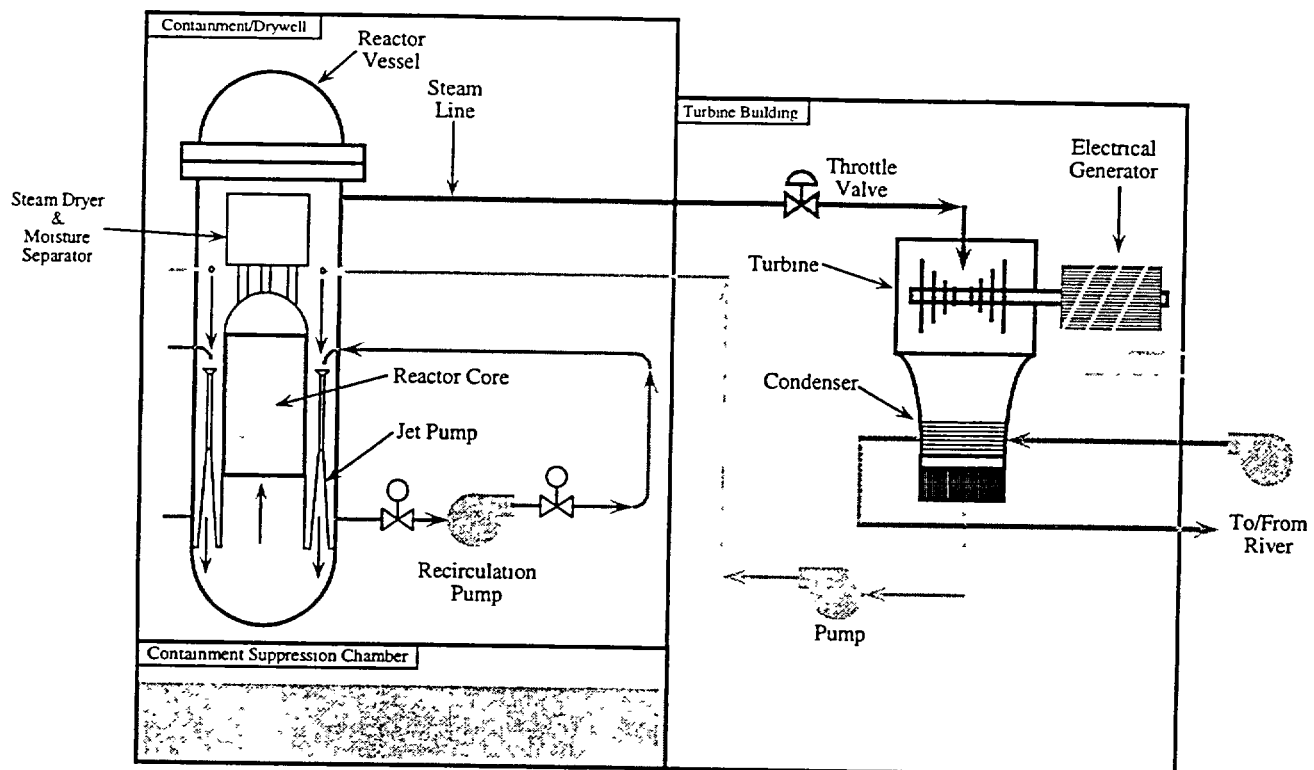 Containment/Drywell
Reactor
Vessel
Steam
Line
Turbine Building
Electrical
Generator
Throttle
Valve
Steam Dryer
&
Moisture
Separator
Turbine
Reactor Core
Condenser
Jet Pump
To/From
River
Recirculation
Pump
Pump
Containment Suppression Chamber